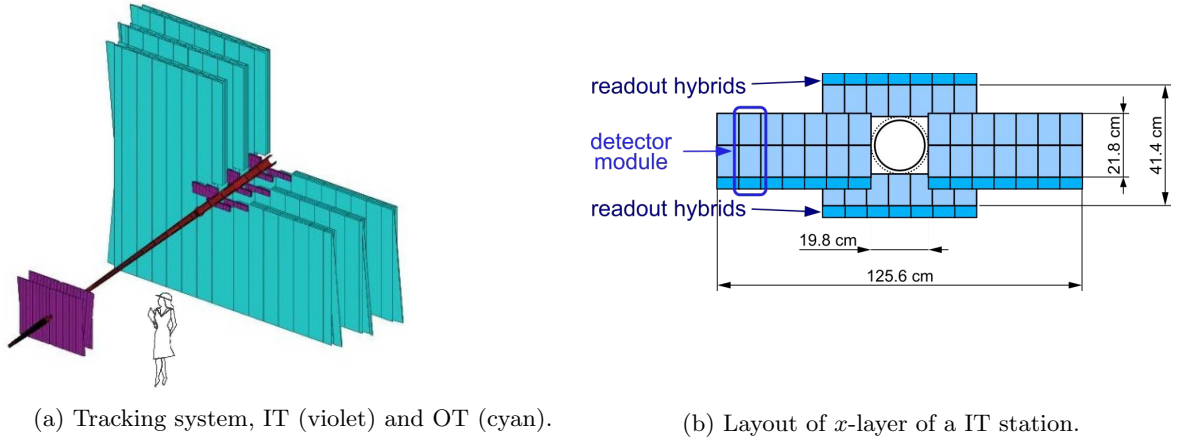 readout hybrids
detector
module
readout hybrids
21.8 cm
41.4 cm
19.8 cm
125.6 cm
(a) Tracking system, IT (violet) and OT (cyan).
(b) Layout of x-layer of a IT station.